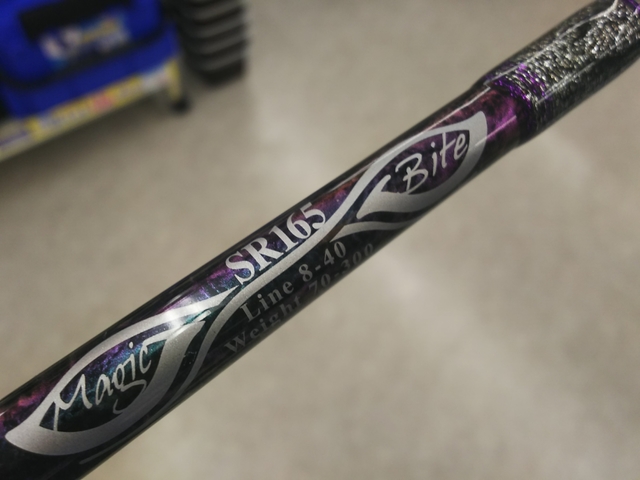 Magic
SR165
Line 8-40
Weight 70-300
Bite